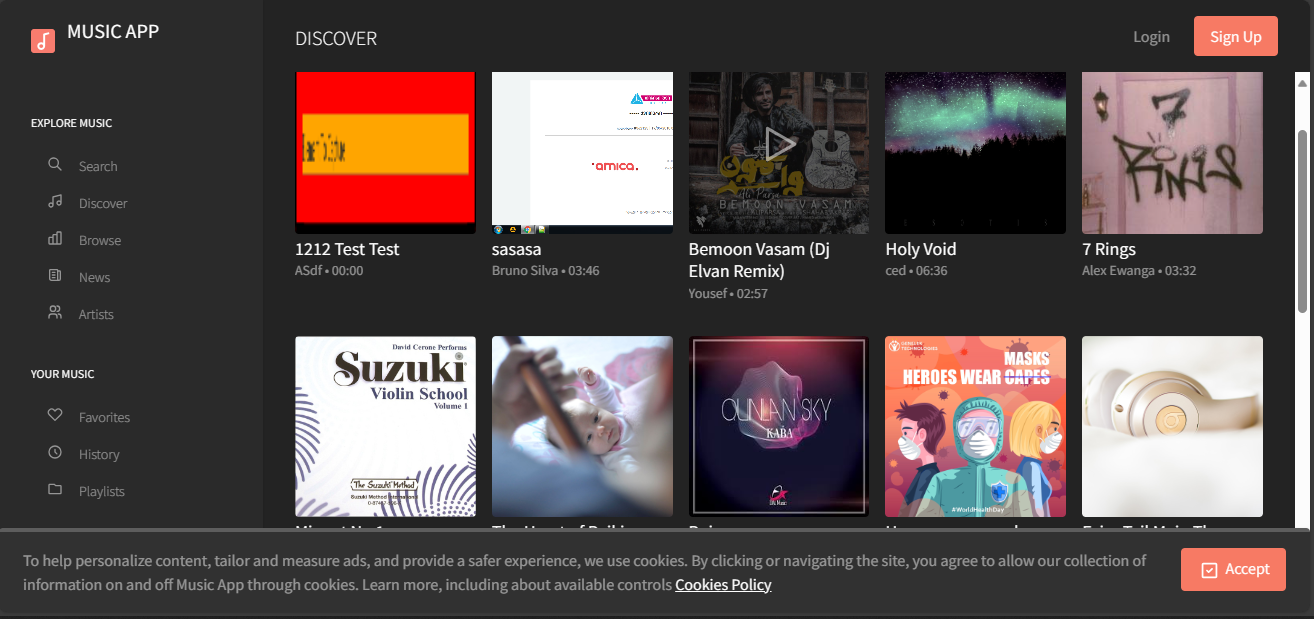 MUSIC APP
DISCOVER
Login
Sign Up
EXPLORE MUSIC
Search
Discover
Browse
News
Artists
YOUR MUSIC
Favorites
History
Playlists
amica
BEMOON VASAM
7
RINGS
1212 Test Test
ASdf • 00:00
sasasa
Bruno Silva • 03:46
Bemoon Vasam (Dj
Elvan Remix)
Yousef • 02:57
Holy Void
ced • 06:36
7 Rings
Alex Ewanga • 03:32
David Cerone Performs
Suzuki
Violin School
Volume 1
The Suzuki Method
Suzuki Method International
QUNLAN SKY
KABA
MASKS
HEROES WEAR CAPES
#WorldHealthDay
To help personalize content, tailor and measure ads, and provide a safer experience, we use cookies. By clicking or navigating the site, you agree to allow our collection of
information on and off Music App through cookies. Learn more, including about available controls Cookies Policy
Accept